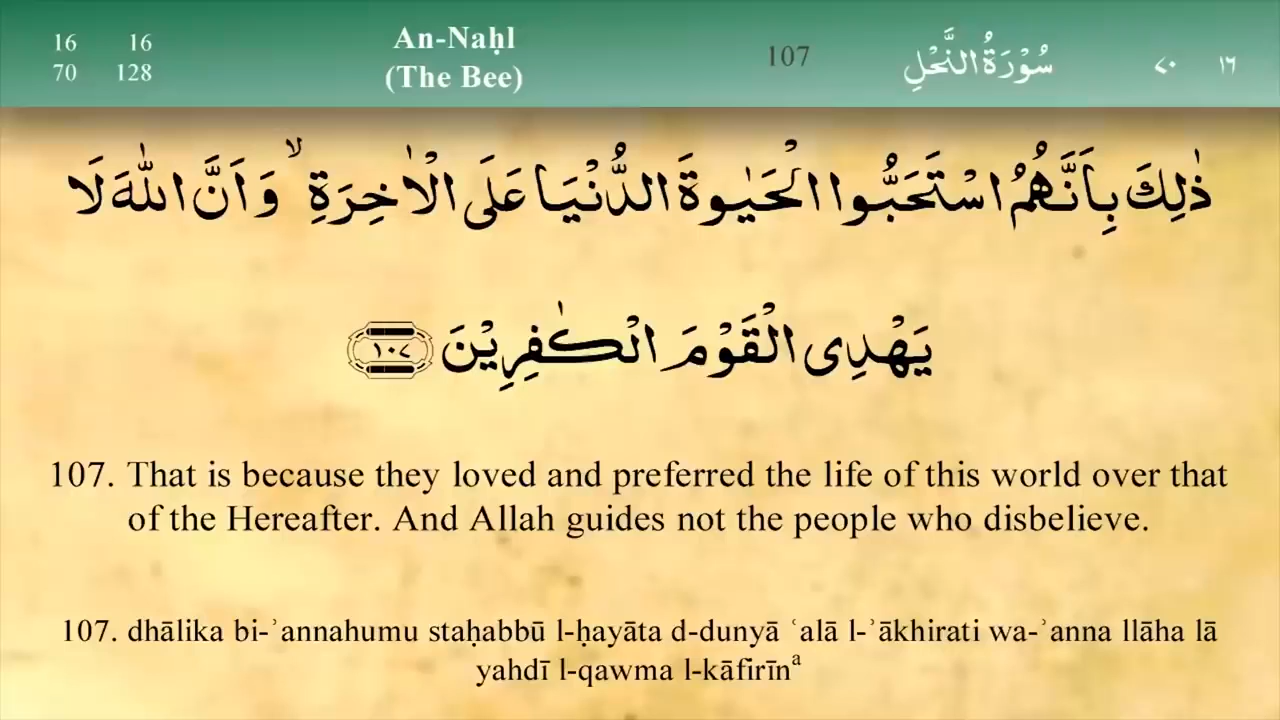 16 16
70 128
An-Naḥl
(The Bee)
107
سُوْرَةُ النَّحْلِ
٧٠ ١٦
ذٰلِكَ بِاَنَّهُمُ اسْتَحَبُّوا الْحَيٰوةَ الدُّنْيَا عَلَى الْاٰخِرَةِ ۙ وَاَنَّ اللّٰهَ لَا
يَهْدِى الْقَوْمَ الْكٰفِرِيْنَ ١٠٧
107. That is because they loved and preferred the life of this world over that
of the Hereafter. And Allah guides not the people who disbelieve.
107. dhālika bi-ʾannahumu staḥabbū l-ḥayāta d-dunyā ʿalā l-ʾākhirati wa-ʾanna llāha lā
yahdī l-qawma l-kāfirīnᵃ